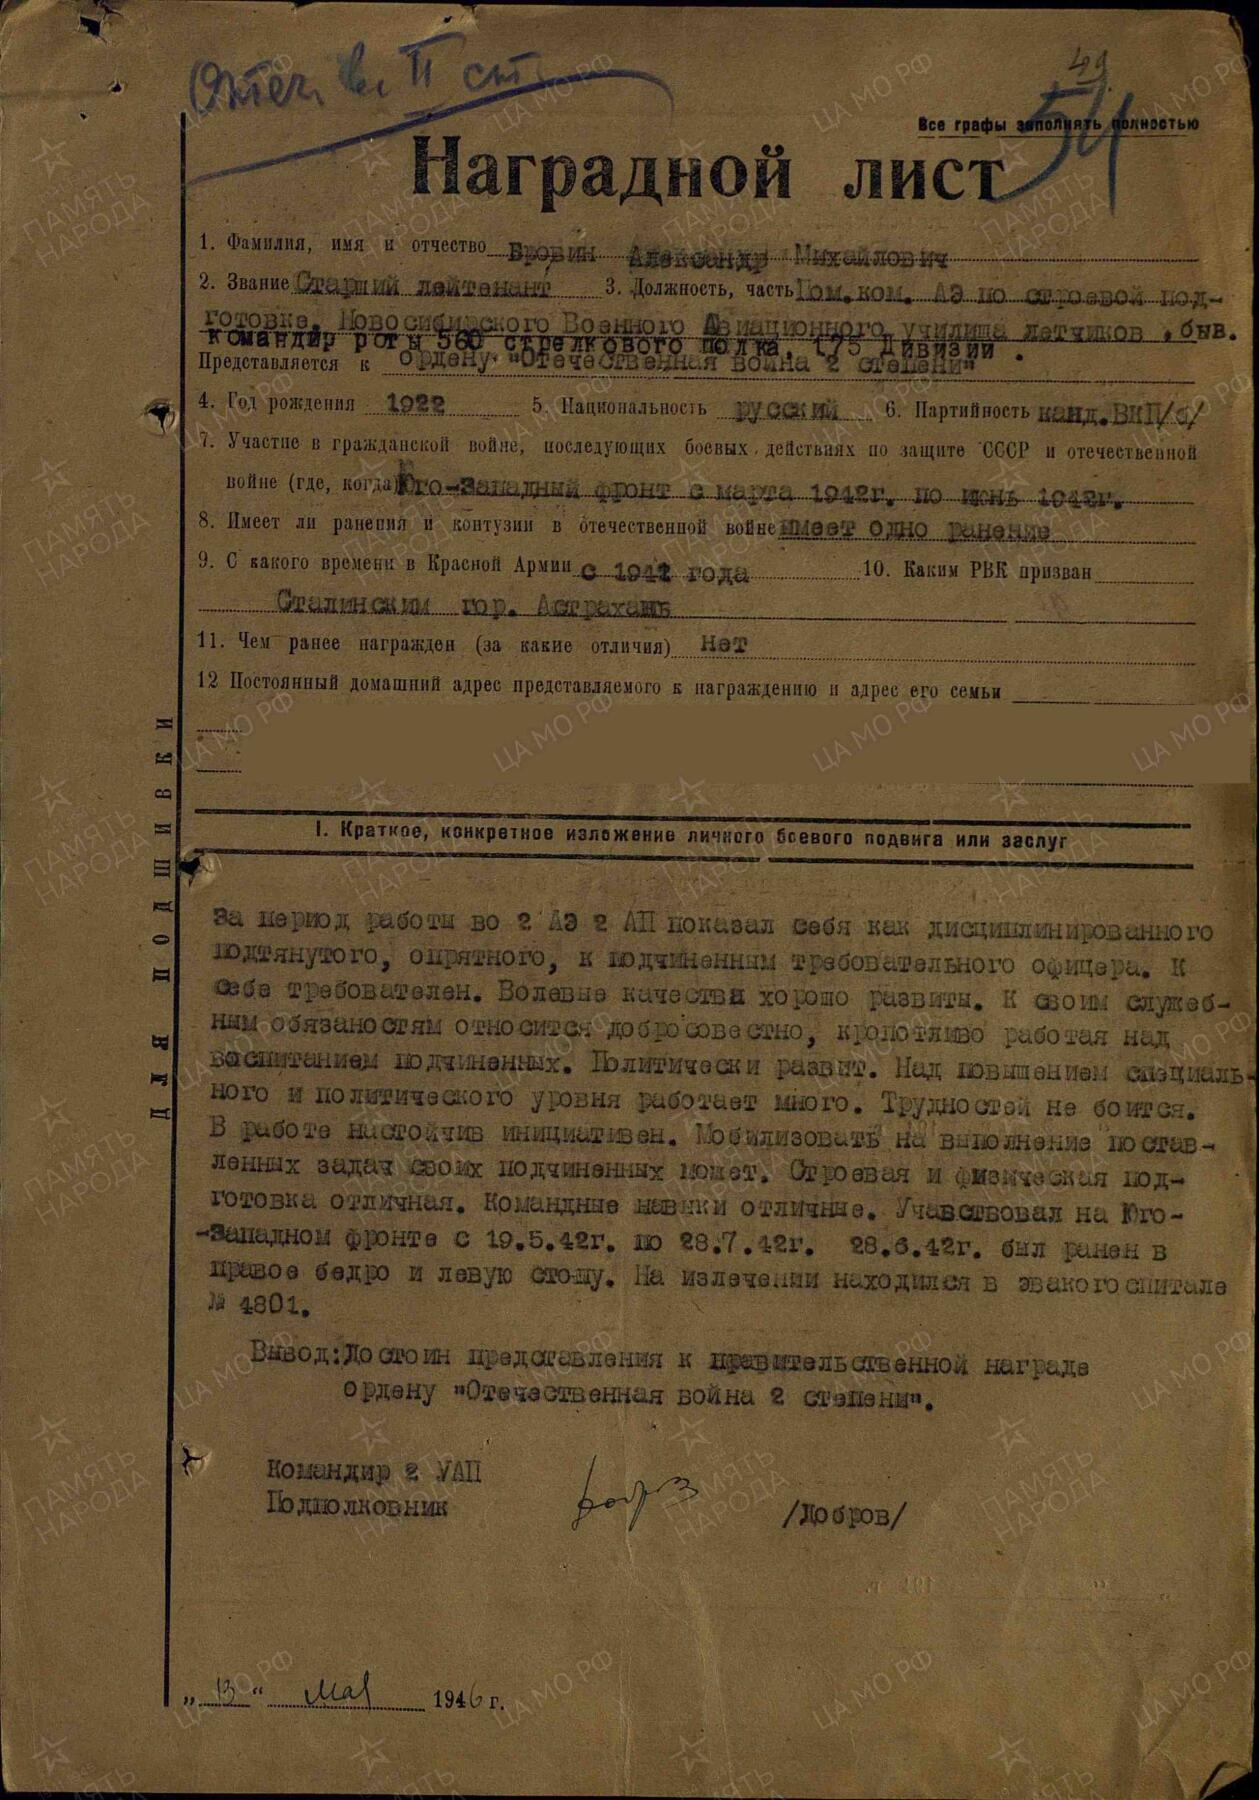 Отеч. в. II ст.
49.
54
Все графы заполнять полностью
Наградной лист
1. Фамилия, имя и отчество Бровин Александр Михайлович
2. Звание Старший лейтенант 3. Должность, часть Пом.ком. АЭ по строевой под-
готовке, Новосибирского Военного Авиационного училища летчиков, быв.
командир роты 560 стрелкового полка, 175 Дивизии.
Представляется к ордену "Отечественная война 2 степени"
4. Год рождения 1922 5. Национальность русский 6. Партийность канд.ВКП/б/
7. Участие в гражданской войне, последующих боевых действиях по защите СССР и отечественной
войне (где, когда) Юго-Западный фронт с марта 1942г. по июнь 1942г.
8. Имеет ли ранения и контузии в отечественной войне имеет одно ранение
9. С какого времени в Красной Армии с 1941 года 10. Каким РВК призван
Сталинским гор. Астрахань
11. Чем ранее награжден (за какие отличия) нет
12 Постоянный домашний адрес представляемого к награждению и адрес его семьи
ДЛЯ ПОДШИВКИ
I. Краткое, конкретное изложение личного боевого подвига или заслуг
За период работы во 2 АЭ 2 АП показал себя как дисциплинированного
подтянутого, опрятного, к подчиненным требовательного офицера. К
себе требователен. Волевые качества хорошо развиты. К своим служеб-
ным обязаностям относится добросовестно, кропотливо работая над
воспитанием подчиненных. Политически развит. Над повышением специаль-
ного и политического уровня работает много. Трудностей не боится.
В работе настойчив инициативен. Мобилизовать на выполнение постав-
ленных задач своих подчиненных может. Строевая и физическая под-
готовка отличная. Командные навыки отличные. Учавствовал на Юго-
-Западном фронте с 19.5.42г. по 28.7.42г. 28.6.42г. был ранен в
правое бедро и левую стопу. На излечении находился в эвакогоспитале
№ 4801.
Вывод:Достоин представления к правительственной награде
ордену "Отечественная война 2 степени".
Командир 2 УАП
Подполковник /Добров/
"13" мая 1946 г.
ПАМЯТЬ НАРОДА
ЦА МО РФ